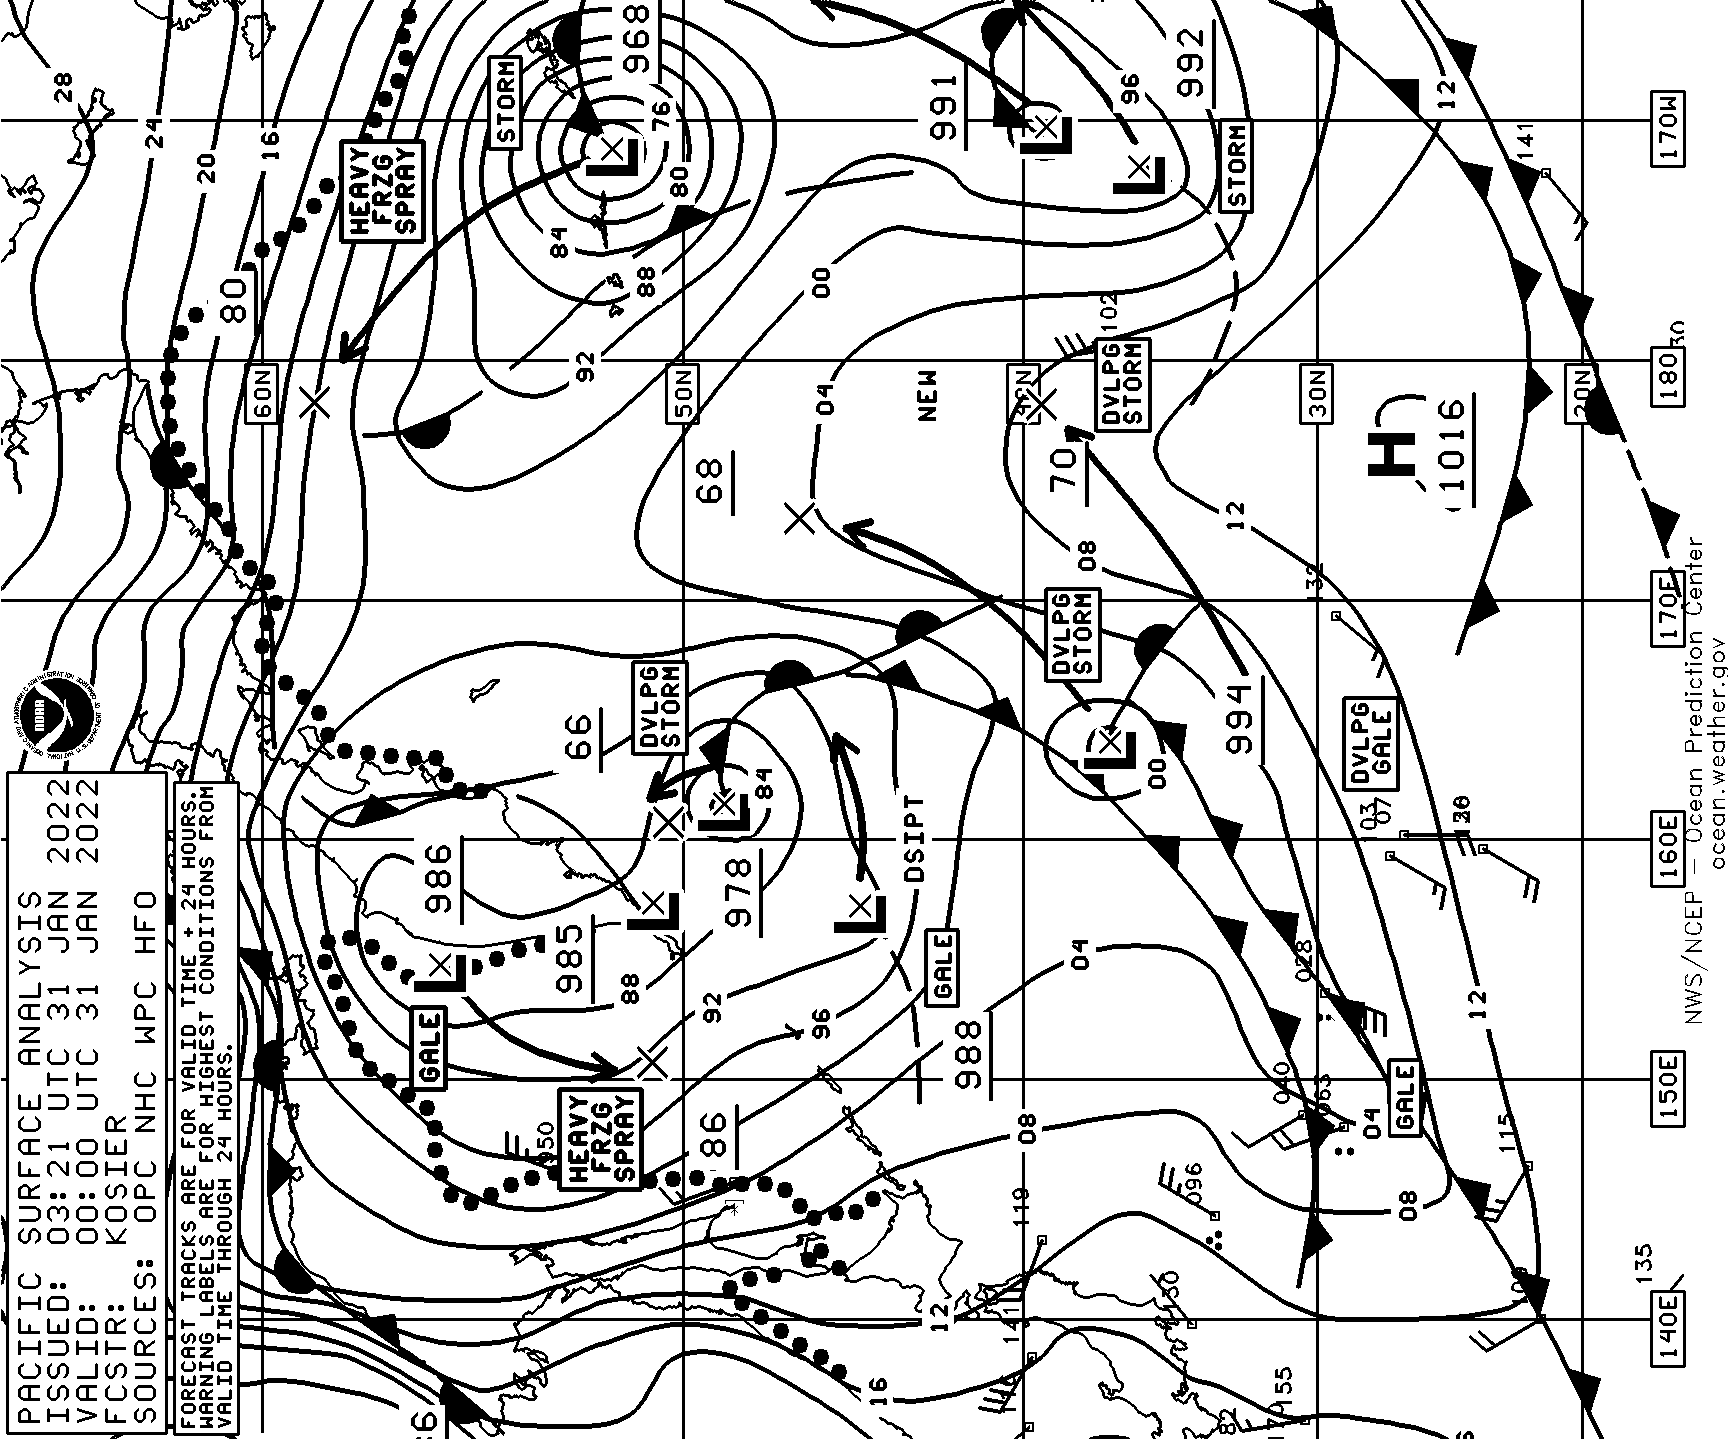 PACIFIC SURFACE ANALYSIS
ISSUED: 03:21 UTC 31 JAN 2022
VALID: 00:00 UTC 31 JAN 2022
FCSTR: KOSIER
SOURCES: OPC NHC WPC HFO
FORECAST TRACKS ARE FOR VALID TIME + 24 HOURS.
WARNING LABELS ARE FOR HIGHEST CONDITIONS FROM
VALID TIME THROUGH 24 HOURS.
NOAA
28
24
20
16
80
HEAVY
FRZG
SPRAY
STORM
968
76
80
84
88
92
60N
50N
30N
20N
991
992
96
STORM
12
141
170W
180
170E
160E
150E
140E
00
04
NEW
102
DVLPG
STORM
68
70
08
12
H
1016
132
66
DVLPG
STORM
DVLPG
STORM
994
00
DVLPG
GALE
103
07
84
978
986
985
DSIPT
GALE
GALE
88
92
96
988
04
028
12
040
063
04
GALE
115
HEAVY
FRZG
SPRAY
050
86
08
08
119
096
12
141
130
135
16
155
82
NWS/NCEP – Ocean Prediction Center
ocean.weather.gov